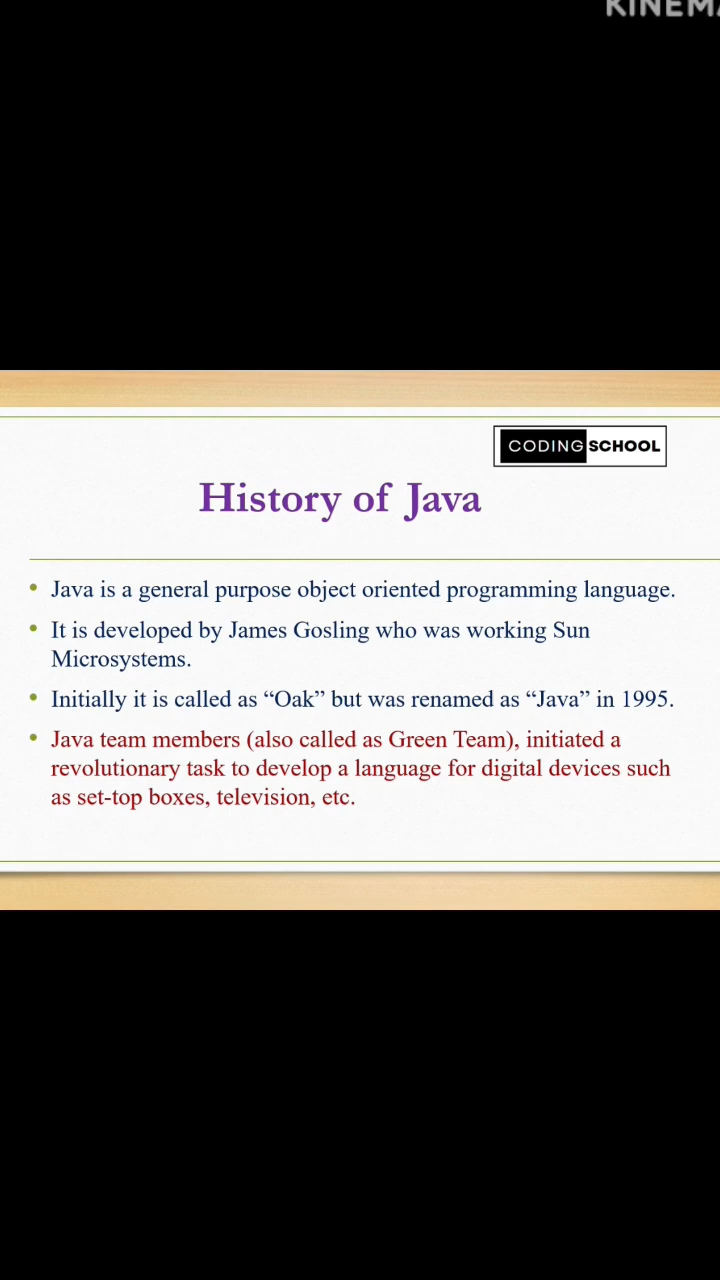 KINEMA
CODING SCHOOL
History of Java
• Java is a general purpose object oriented programming language.
• It is developed by James Gosling who was working Sun
Microsystems.
• Initially it is called as “Oak” but was renamed as “Java” in 1995.
• Java team members (also called as Green Team), initiated a
revolutionary task to develop a language for digital devices such
as set-top boxes, television, etc.